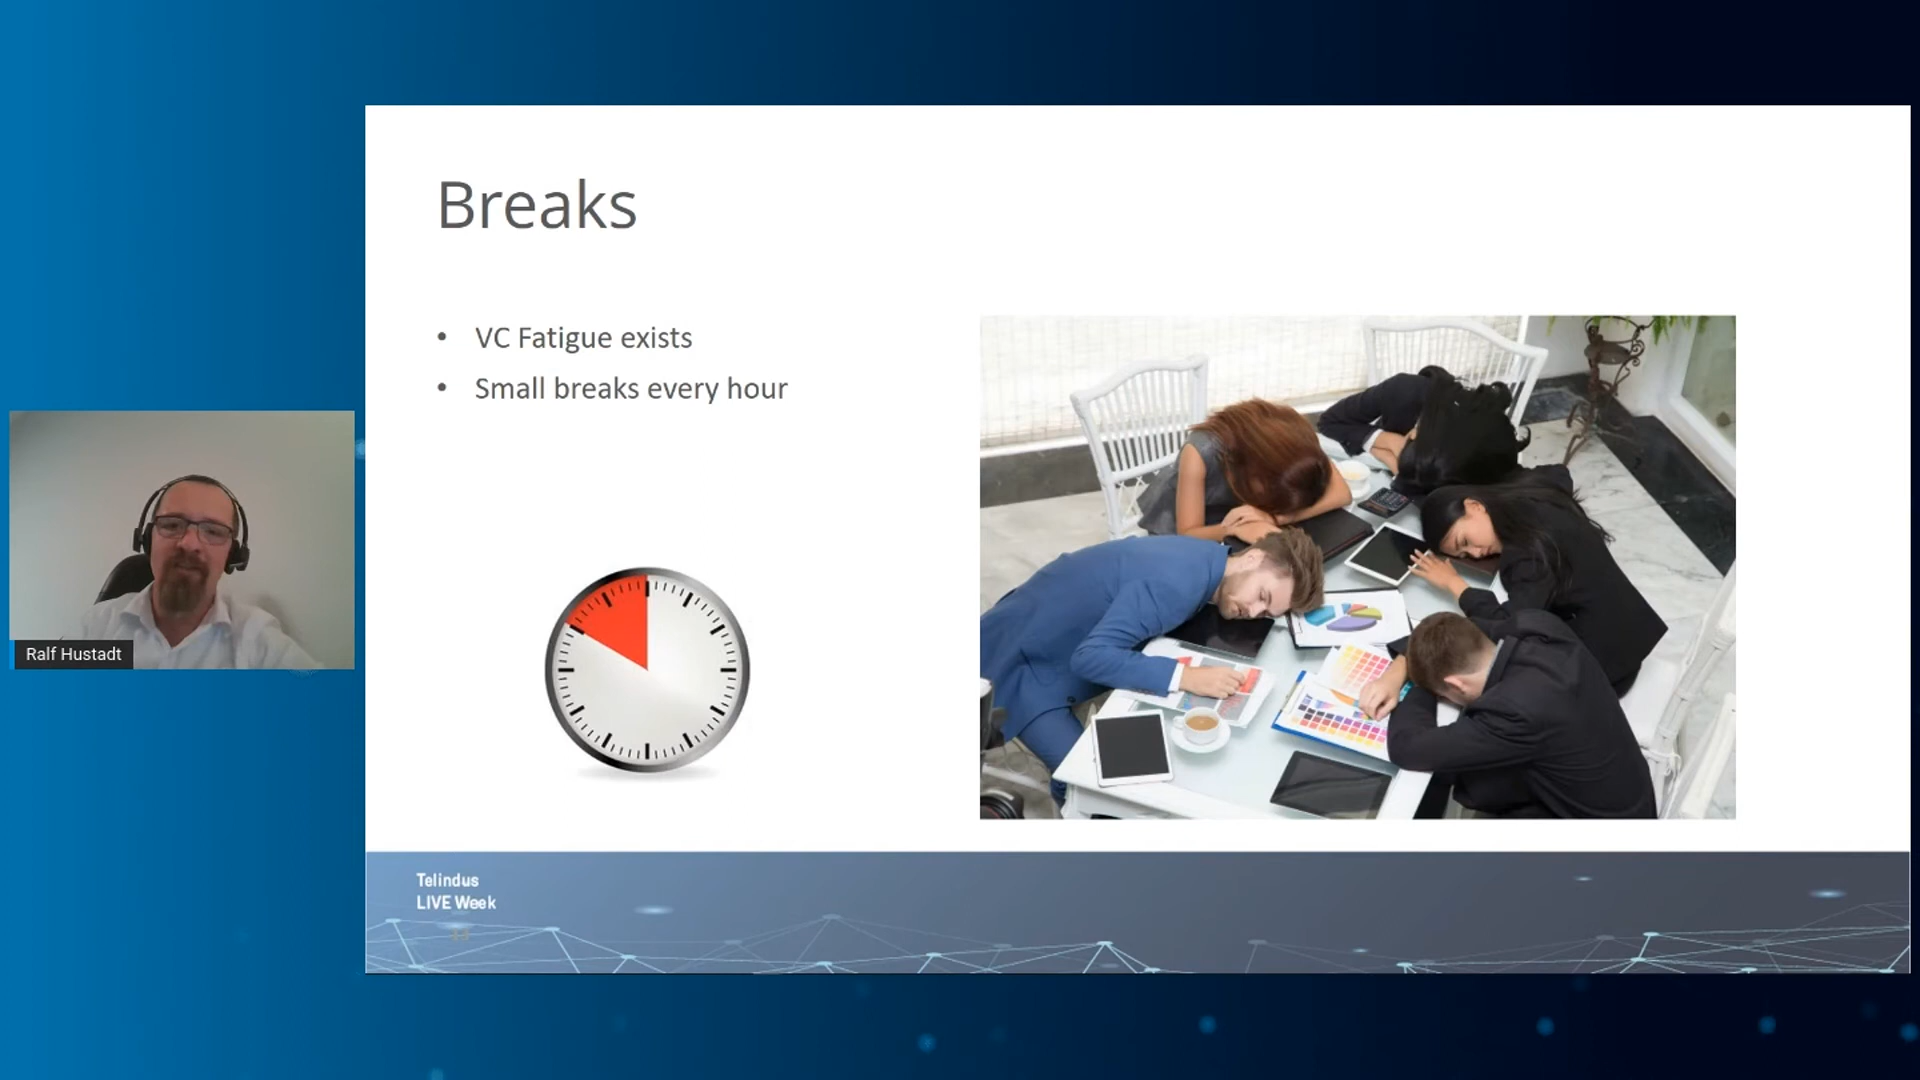 Breaks
• VC Fatigue exists
• Small breaks every hour
Ralf Hustadt
Telindus
LIVE Week